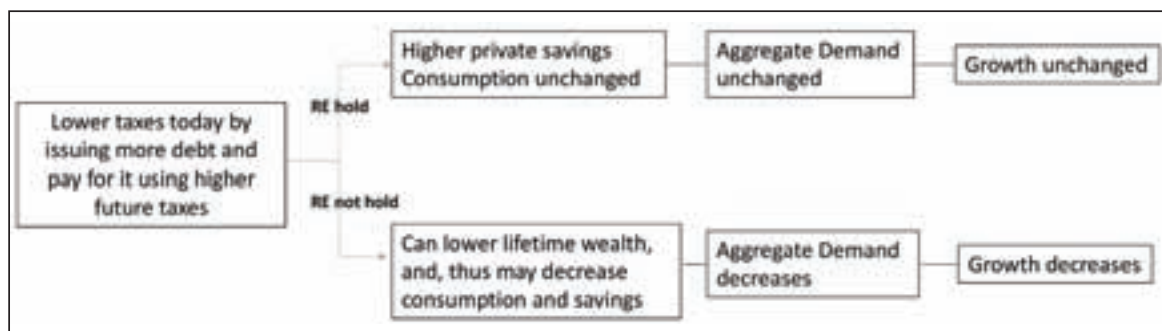 Lower taxes today by
issuing more debt and
pay for it using higher
future taxes
RE hold
Higher private savings
Consumption unchanged
Aggregate Demand
unchanged
Growth unchanged
RE not hold
Can lower lifetime wealth,
and, thus may decrease
consumption and savings
Aggregate Demand
decreases
Growth decreases